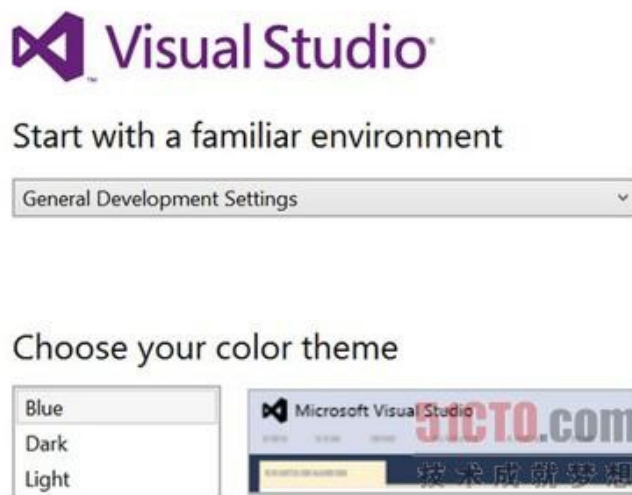 Visual Studio
Start with a familiar environment
General Development Settings
Choose your color theme
Blue
Dark
Light
Microsoft Visual Studio
51CTO.com
技术成就梦想